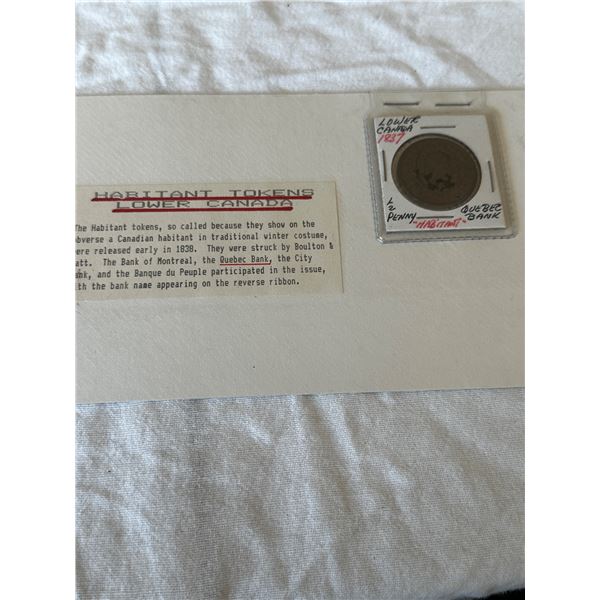 HABITANT TOKENS
LOWER CANADA
The Habitant tokens, so called because they show on the
obverse a Canadian habitant in traditional winter costume,
were released early in 1838. They were struck by Boulton &
att. The Bank of Montreal, the Quebec Bank, the City
ank, and the Banque du Peuple participated in the issue,
ith the bank name appearing on the reverse ribbon.
LOWER
CANADA
1837
1/2
PENNY
"HABITANT"
QUEBEC
BANK